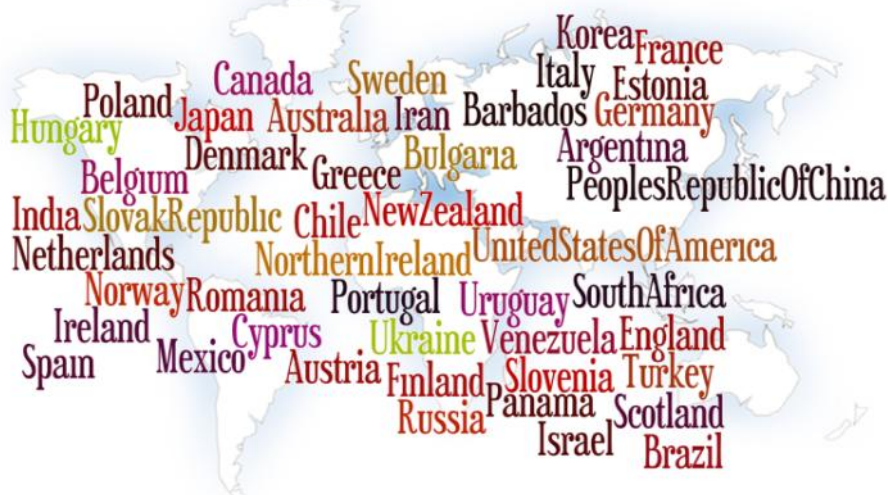 Korea France
Canada Sweden Italy Estonia
Poland Japan Australia Iran Barbados Germany
Hungary Denmark Greece Bulgaria Argentina
Belgium PeoplesRepublicOfChina
India SlovakRepublic Chile NewZealand
Netherlands NorthernIreland UnitedStatesOfAmerica
Norway Romania Portugal Uruguay SouthAfrica
Ireland Cyprus Ukraine Venezuela England
Spain Mexico Austria Finland Slovenia Turkey
Russia Panama Scotland
Israel Brazil